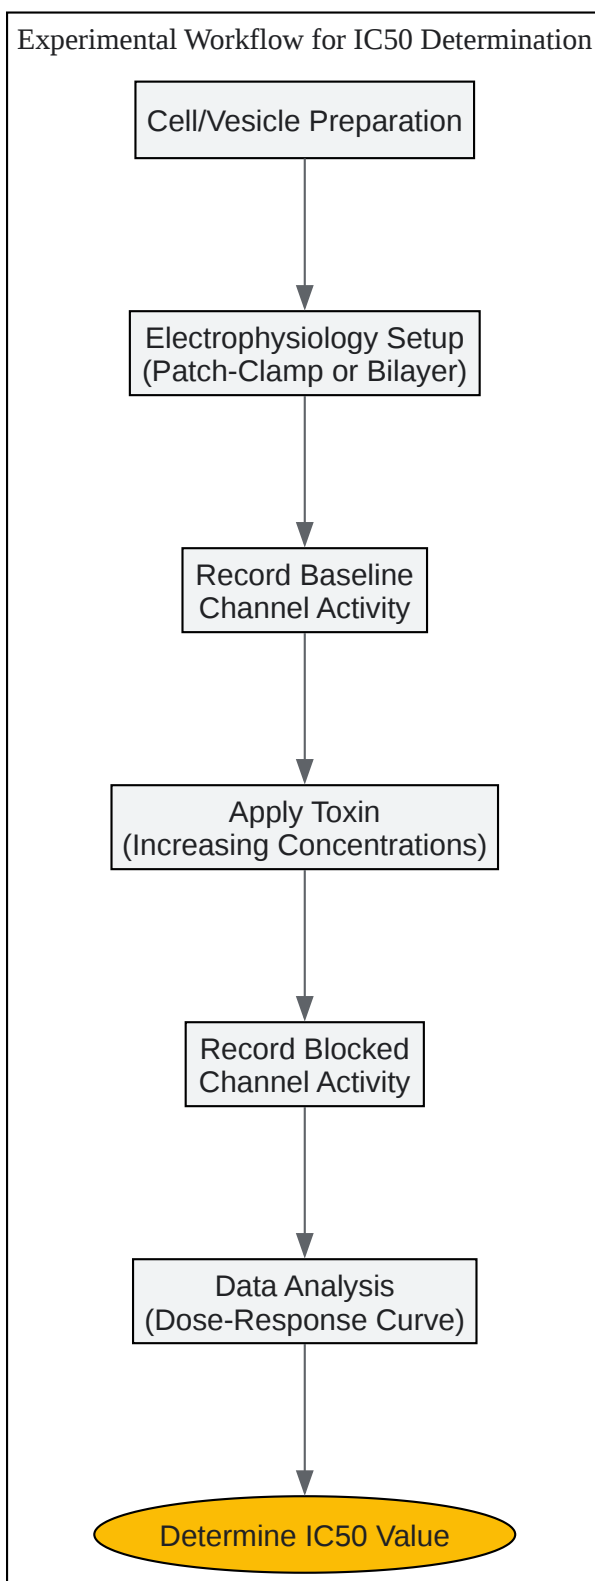 Experimental Workflow for IC50 Determination
Cell/Vesicle Preparation
Electrophysiology Setup
(Patch-Clamp or Bilayer)
Record Baseline
Channel Activity
Apply Toxin
(Increasing Concentrations)
Record Blocked
Channel Activity
Data Analysis
(Dose-Response Curve)
Determine IC50 Value